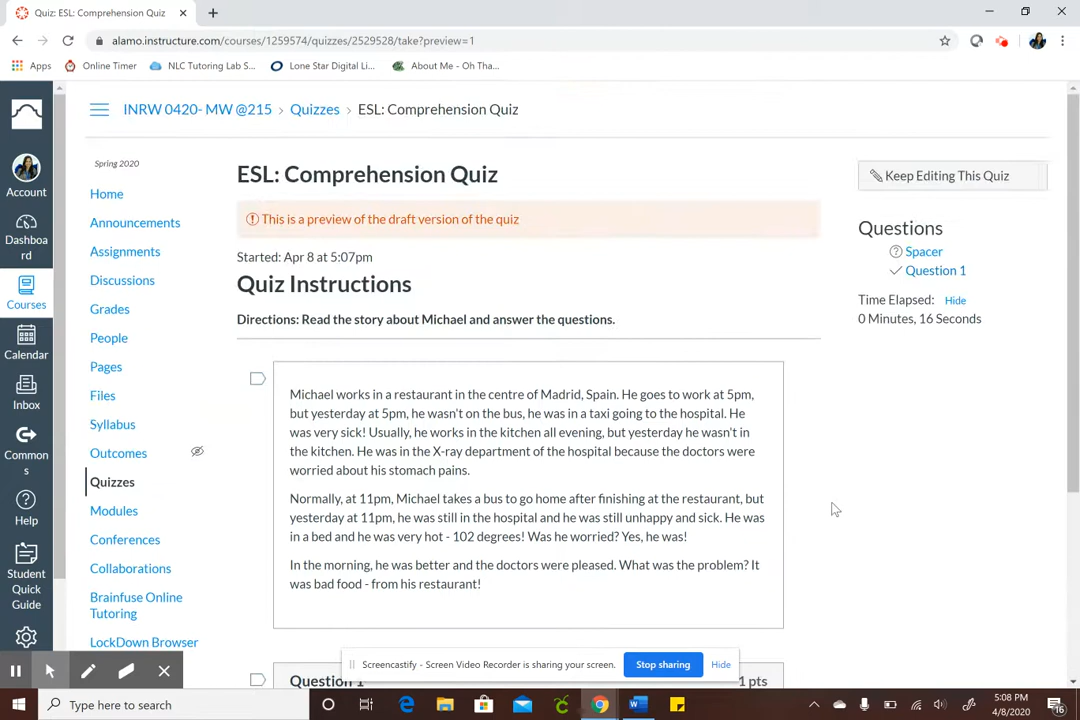 Quiz: ESL: Comprehension Quiz
alamo.instructure.com/courses/1259574/quizzes/2529528/take?preview=1
Apps
Online Timer
NLC Tutoring Lab S...
Lone Star Digital Li...
About Me - Oh Tha...
INRW 0420- MW @215 › Quizzes › ESL: Comprehension Quiz
Account
Dashboa
rd
Courses
Calendar
Inbox
Common
s
Help
Student
Quick
Guide
Spring 2020
Home
Announcements
Assignments
Discussions
Grades
People
Pages
Files
Syllabus
Outcomes
Quizzes
Modules
Conferences
Collaborations
Brainfuse Online
Tutoring
LockDown Browser
ESL: Comprehension Quiz
This is a preview of the draft version of the quiz
Started: Apr 8 at 5:07pm
Quiz Instructions
Directions: Read the story about Michael and answer the questions.
Michael works in a restaurant in the centre of Madrid, Spain. He goes to work at 5pm,
but yesterday at 5pm, he wasn't on the bus, he was in a taxi going to the hospital. He
was very sick! Usually, he works in the kitchen all evening, but yesterday he wasn't in
the kitchen. He was in the X-ray department of the hospital because the doctors were
worried about his stomach pains.
Normally, at 11pm, Michael takes a bus to go home after finishing at the restaurant, but
yesterday at 11pm, he was still in the hospital and he was still unhappy and sick. He was
in a bed and he was very hot - 102 degrees! Was he worried? Yes, he was!
In the morning, he was better and the doctors were pleased. What was the problem? It
was bad food - from his restaurant!
Question 1
1 pts
Keep Editing This Quiz
Questions
Spacer
Question 1
Time Elapsed: Hide
0 Minutes, 16 Seconds
Screencastify - Screen Video Recorder is sharing your screen.
Stop sharing
Hide
Type here to search
5:08 PM
4/8/2020
16